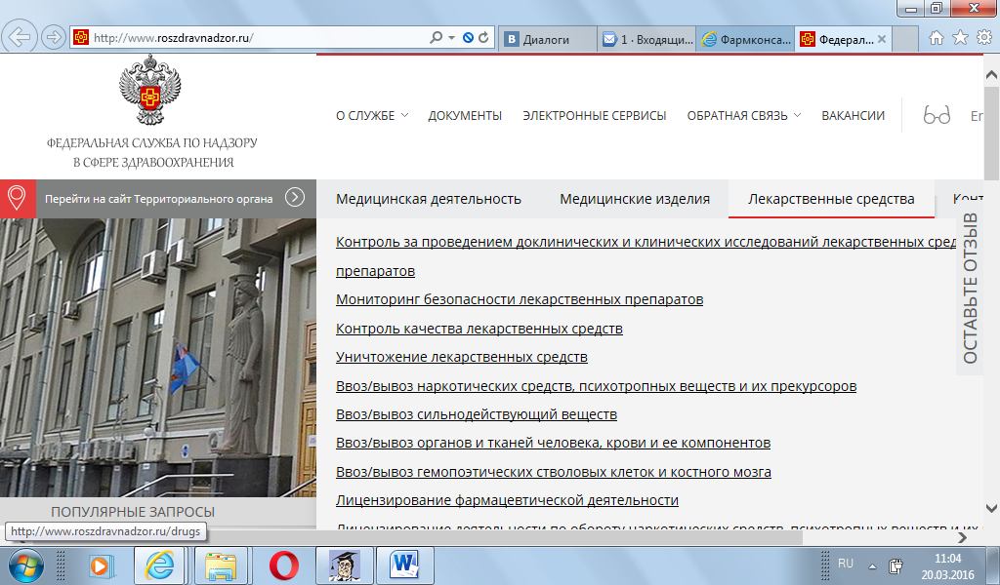 http://www.roszdravnadzor.ru/
Диалоги
1 · Входящи...
Фармконса...
Федерал...
О СЛУЖБЕ
ДОКУМЕНТЫ
ЭЛЕКТРОННЫЕ СЕРВИСЫ
ОБРАТНАЯ СВЯЗЬ
ВАКАНСИИ
Er
ФЕДЕРАЛЬНАЯ СЛУЖБА ПО НАДЗОРУ
В СФЕРЕ ЗДРАВООХРАНЕНИЯ
Перейти на сайт Территориального органа
Медицинская деятельность
Медицинские изделия
Лекарственные средства
Конт
Контроль за проведением доклинических и клинических исследований лекарственных сред
препаратов
Мониторинг безопасности лекарственных препаратов
Контроль качества лекарственных средств
Уничтожение лекарственных средств
Ввоз/вывоз наркотических средств, психотропных веществ и их прекурсоров
Ввоз/вывоз сильнодействующий веществ
Ввоз/вывоз органов и тканей человека, крови и ее компонентов
Ввоз/вывоз гемопоэтических стволовых клеток и костного мозга
Лицензирование фармацевтической деятельности
Лицензирование деятельности по обороту наркотических средств, психотропных веществ и их
ОСТАВЬТЕ ОТЗЫВ
ПОПУЛЯРНЫЕ ЗАПРОСЫ
http://www.roszdravnadzor.ru/drugs
RU
11:04
20.03.2016